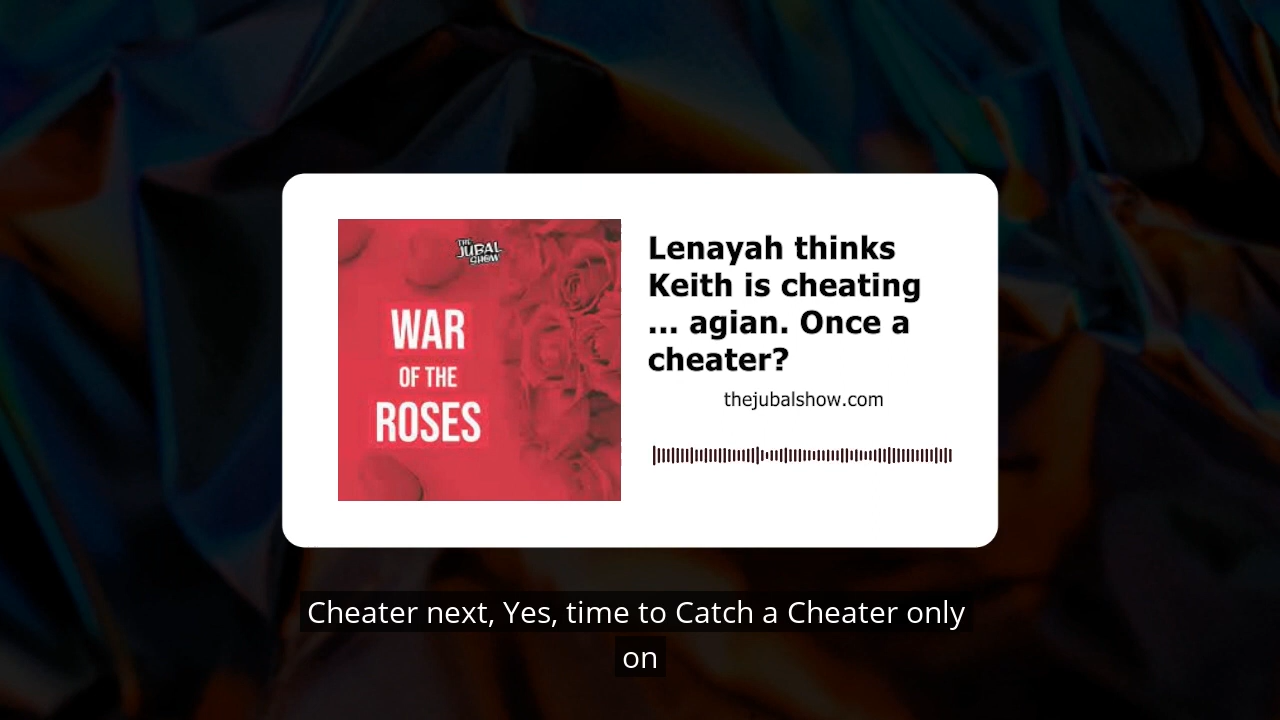 THE
JUBAL
SHOW
WAR
OF THE
ROSES
Lenayah thinks
Keith is cheating
... agian. Once a
cheater?
thejubalshow.com
Cheater next, Yes, time to Catch a Cheater only
on